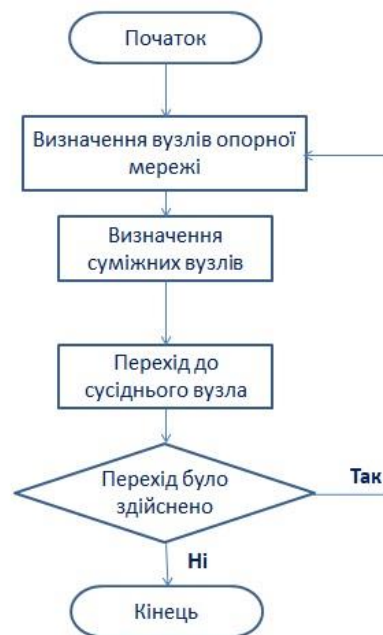 Початок
Визначення вузлів опорної
мережі
Визначення
суміжних вузлів
Перехід до
сусіднього вузла
Перехід було
здійснено
Так
Ні
Кінець